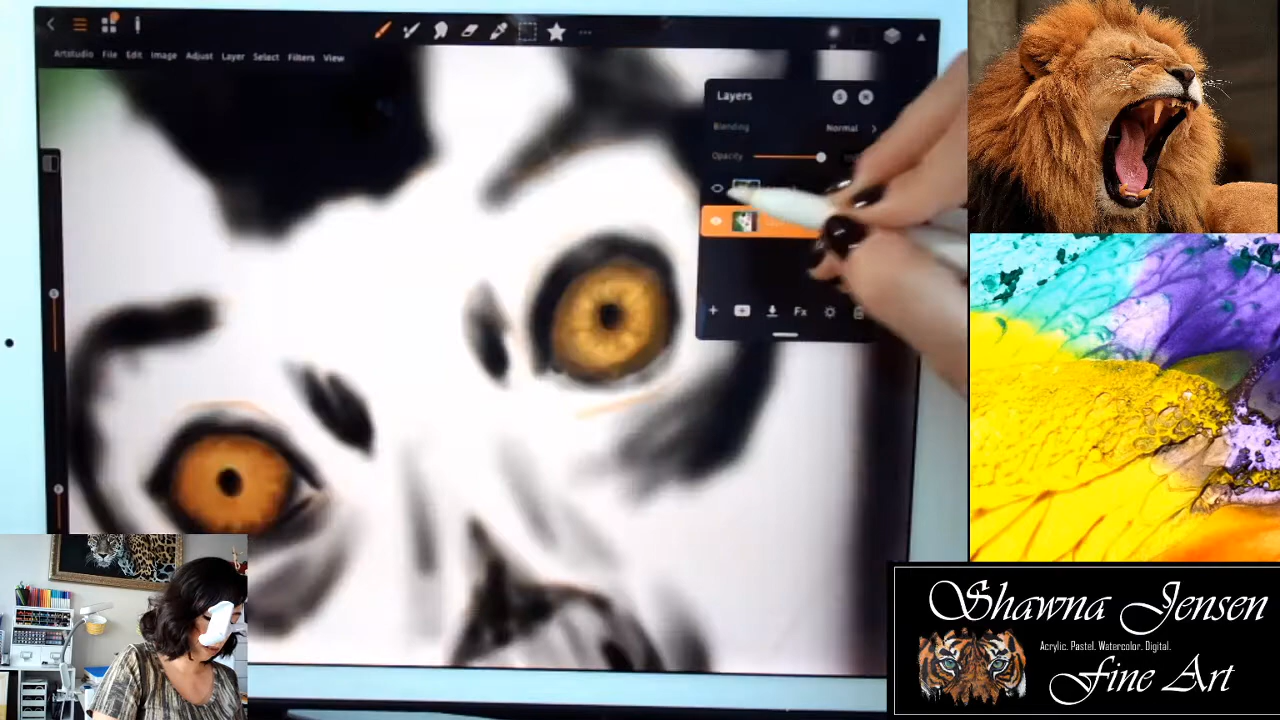 Artstudio File Edit Image Adjust Layer Select Filters View
Layers
Blending Normal
Opacity
Fx
Shawna Jensen
Acrylic. Pastel. Watercolor. Digital.
Fine Art